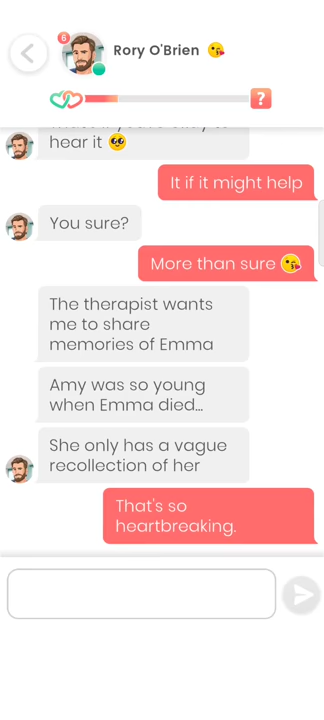 6
Rory O'Brien 😘
?
hear it 🥺
It if it might help
You sure?
More than sure 😘
The therapist wants
me to share
memories of Emma
Amy was so young
when Emma died...
She only has a vague
recollection of her
That's so
heartbreaking.